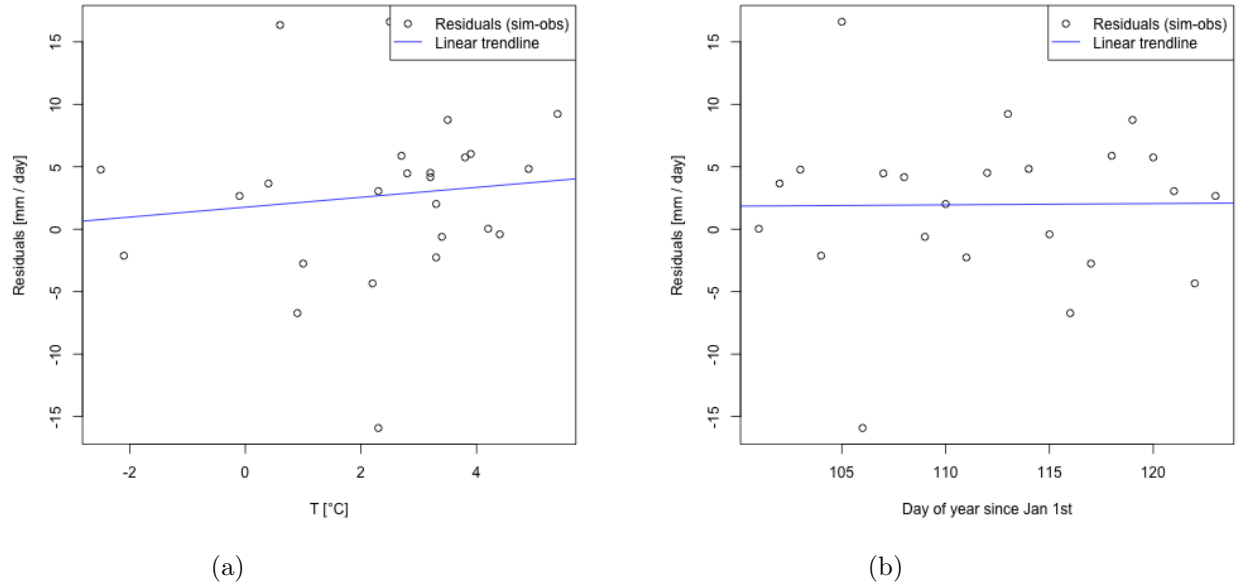 Residuals (sim-obs)
Linear trendline
15
10
5
0
-5
-10
-15
Residuals [mm / day]
-2
0
2
4
T [°C]
(a)
Residuals (sim-obs)
Linear trendline
15
10
5
0
-5
-10
-15
Residuals [mm / day]
105
110
115
120
Day of year since Jan 1st
(b)